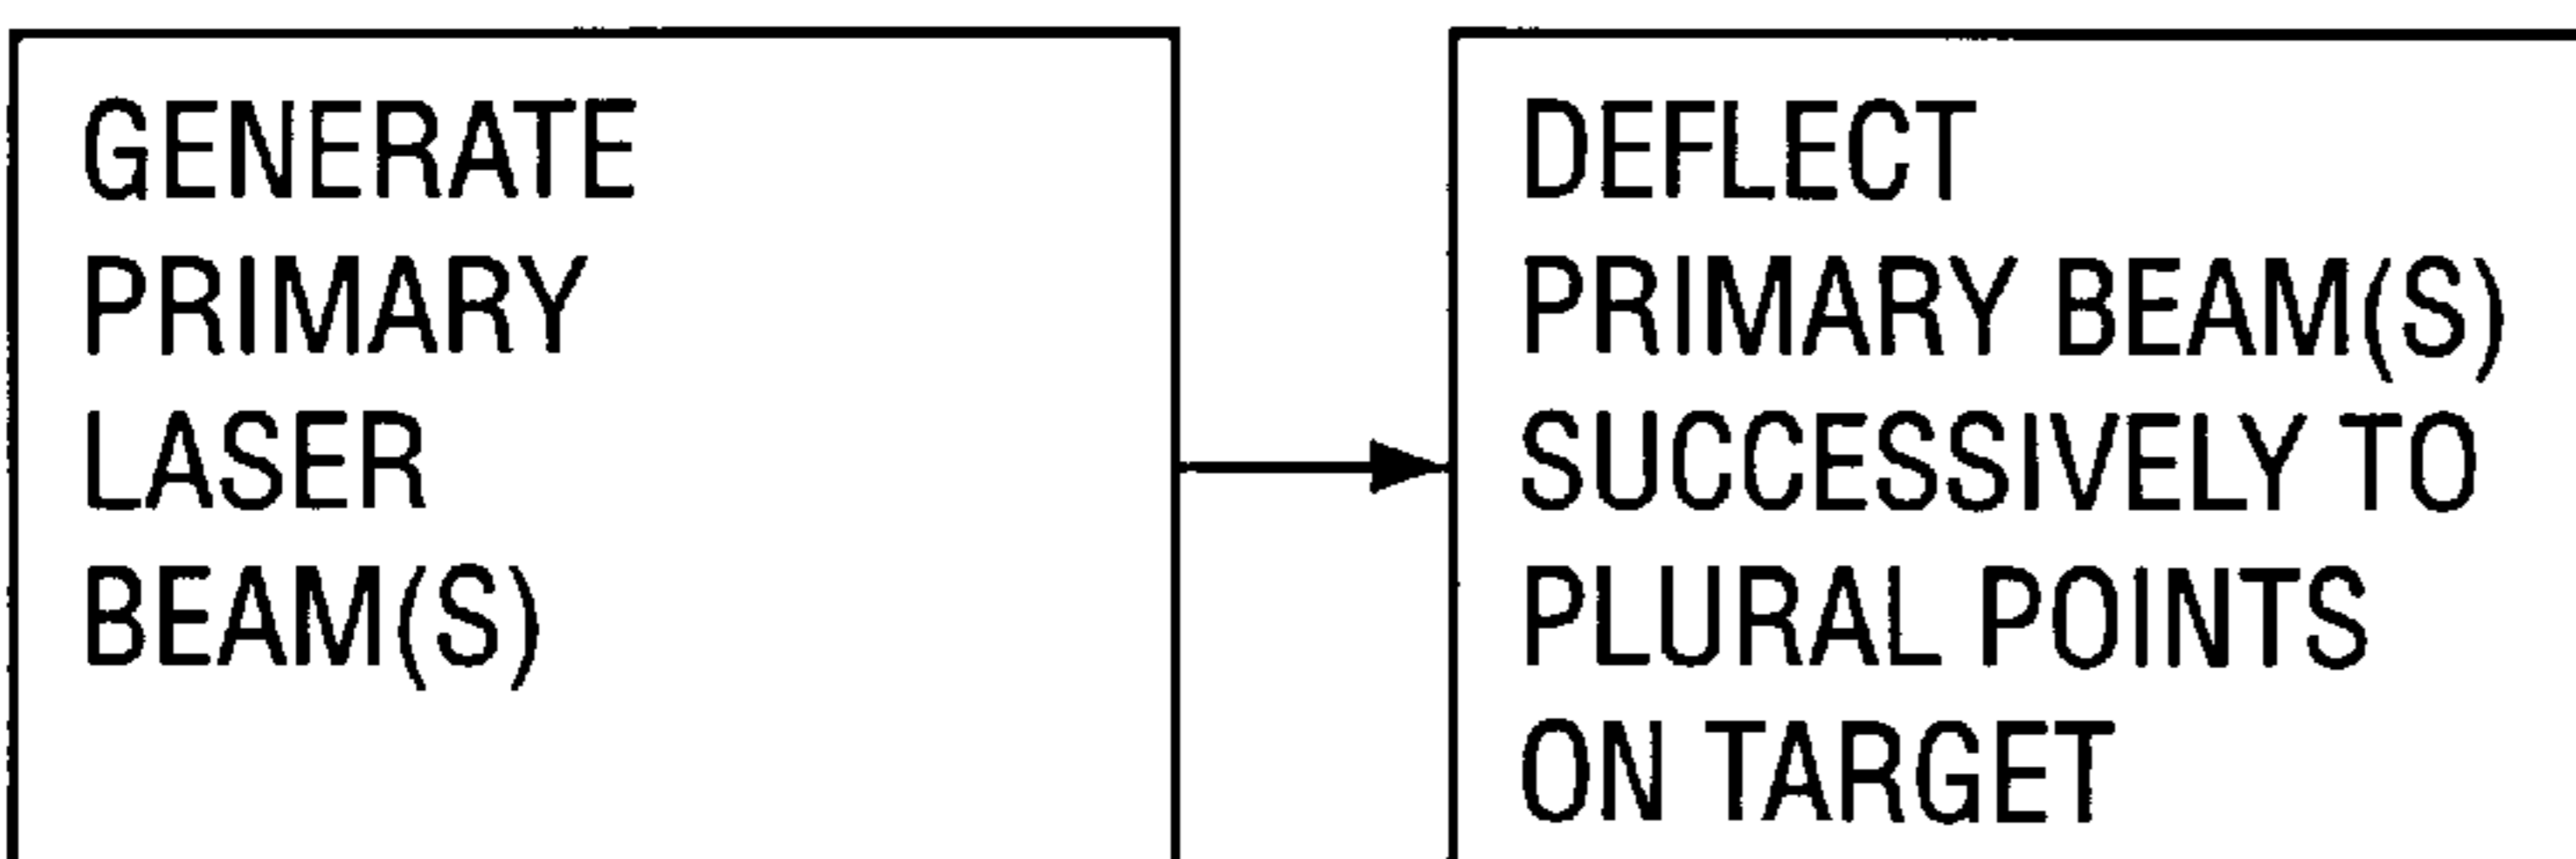 GENERATE
PRIMARY
LASER
BEAM(S)
DEFLECT
PRIMARY BEAM(S)
SUCCESSIVELY TO
PLURAL POINTS
ON TARGET